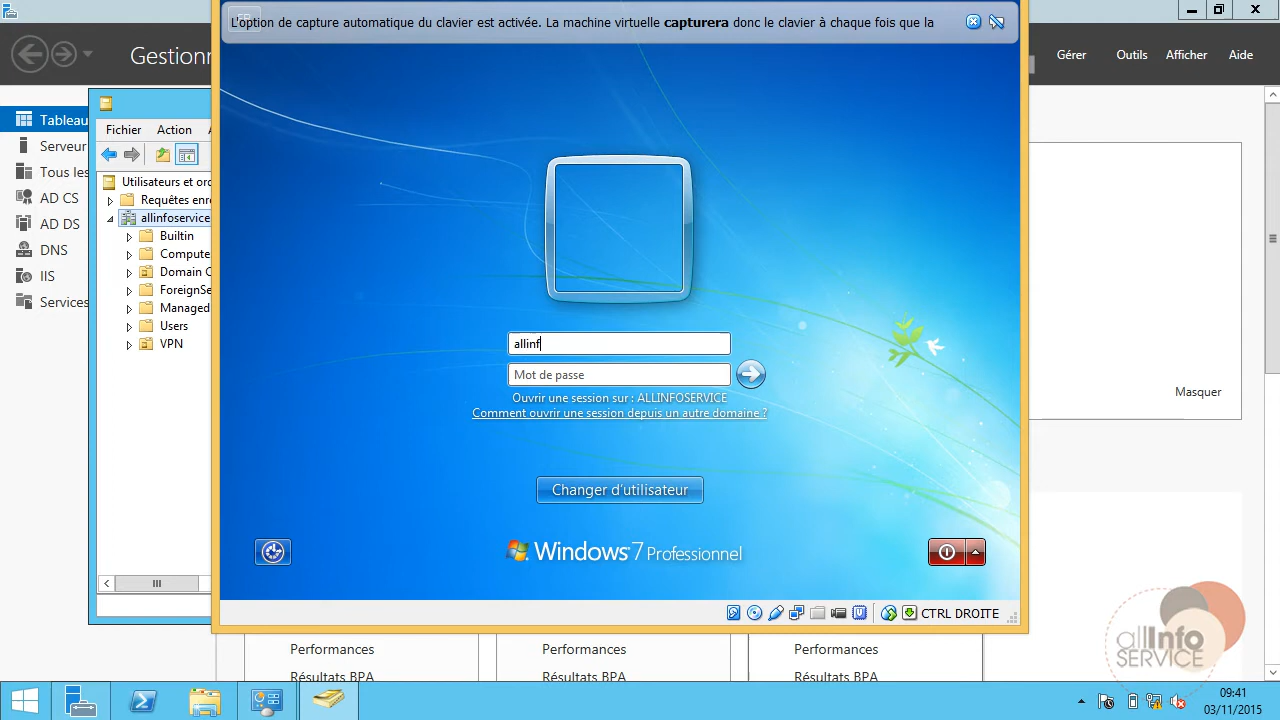 L'option de capture automatique du clavier est activée. La machine virtuelle capturera donc le clavier à chaque fois que la
Gestionn
Gérer
Outils
Afficher
Aide
Tableau
Serveur
Tous les
AD CS
AD DS
DNS
IIS
Services
Fichier
Action
Utilisateurs et ord
Requêtes enre
allinfoservice
Builtin
Compute
Domain C
ForeignSe
Managed
Users
VPN
allinf
Mot de passe
Ouvrir une session sur : ALLINFOSERVICE
Comment ouvrir une session depuis un autre domaine ?
Changer d'utilisateur
Windows 7 Professionnel
CTRL DROITE
Masquer
Performances
Résultats BPA
Performances
Résultats BPA
Performances
Résultats BPA
allInfo
SERVICE
09:41
03/11/2015